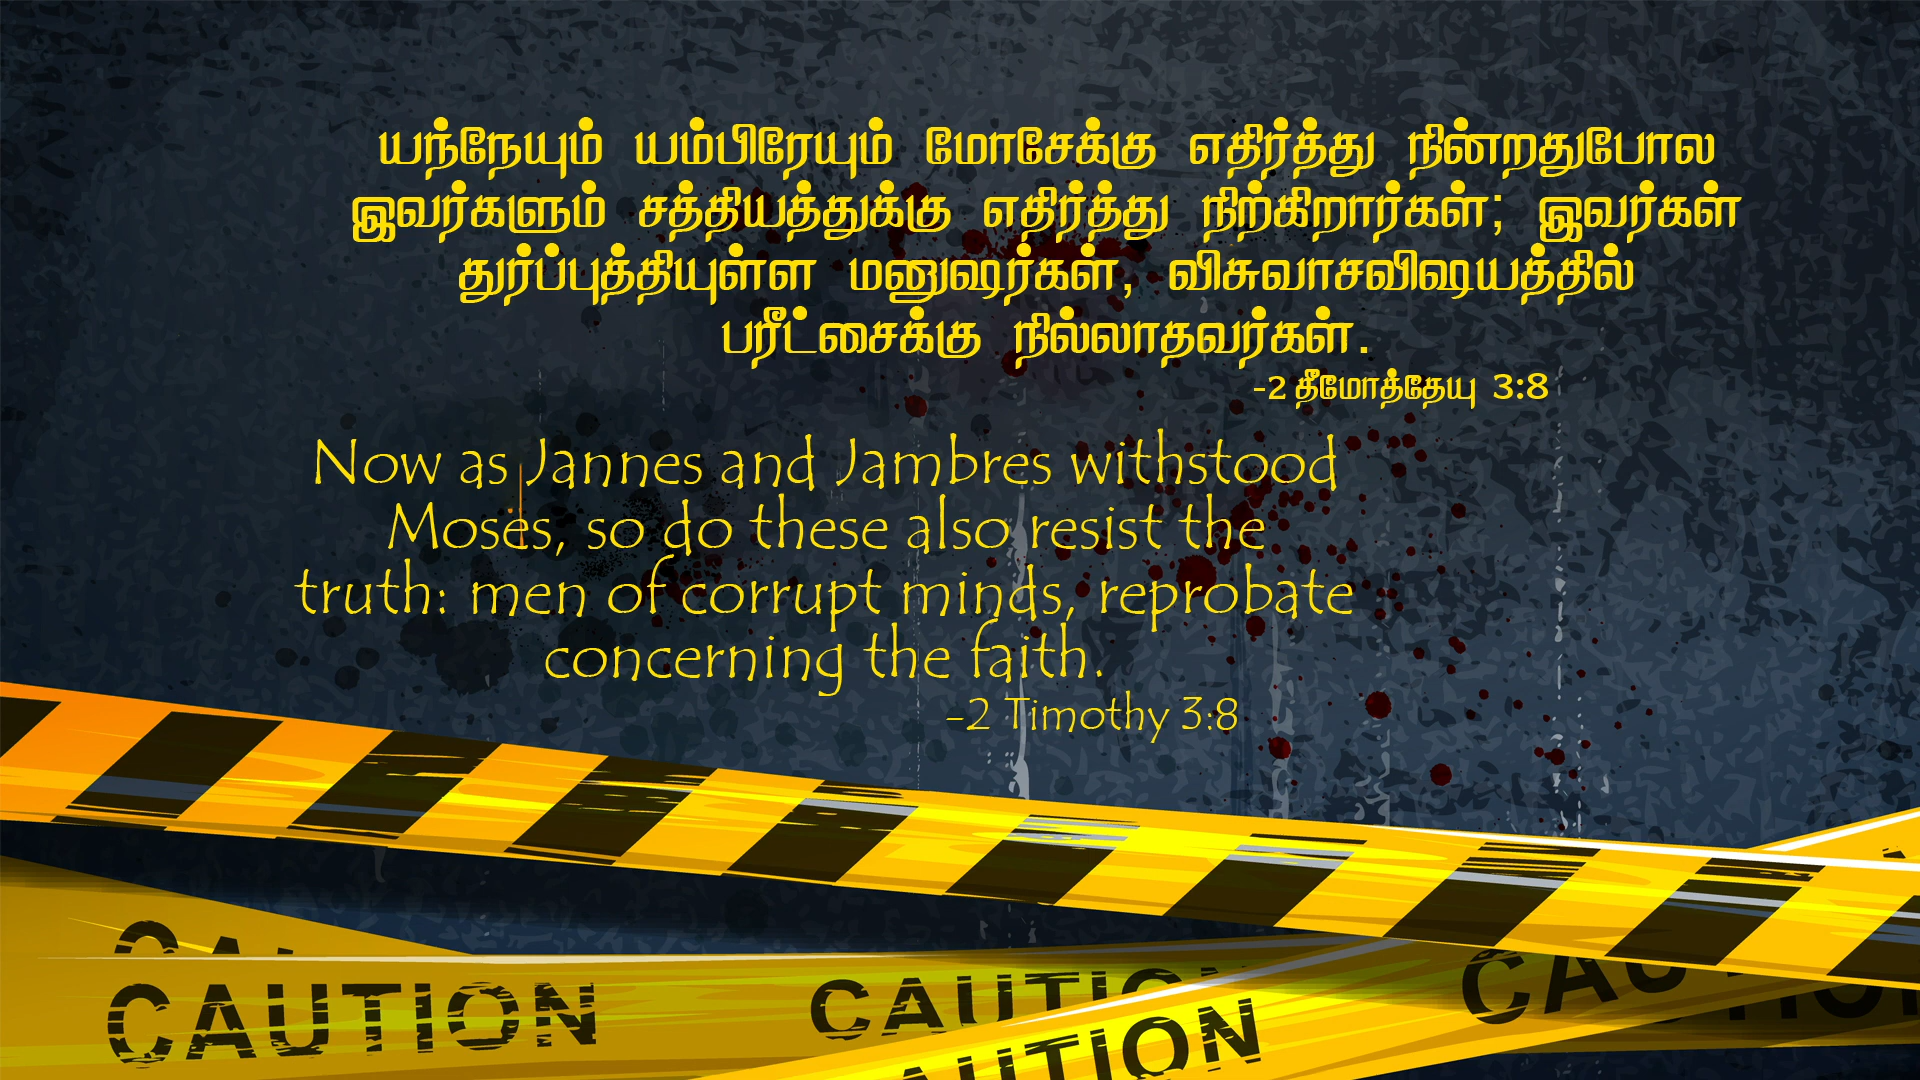 யந்நேயும் யம்பிரேயும் மோசேக்கு எதிர்த்து நின்றதுபோல
இவர்களும் சத்தியத்துக்கு எதிர்த்து நிற்கிறார்கள்; இவர்கள்
துர்ப்புத்தியுள்ள மனுஷர்கள், விசுவாசவிஷயத்தில்
பரீட்சைக்கு நில்லாதவர்கள்.
-2 தீமோத்தேயு 3:8
Now as Jannes and Jambres withstood
Moses, so do these also resist the
truth: men of corrupt minds, reprobate
concerning the faith.
-2 Timothy 3:8
CAUTION
CAUTIO
CAUTION
AUTION